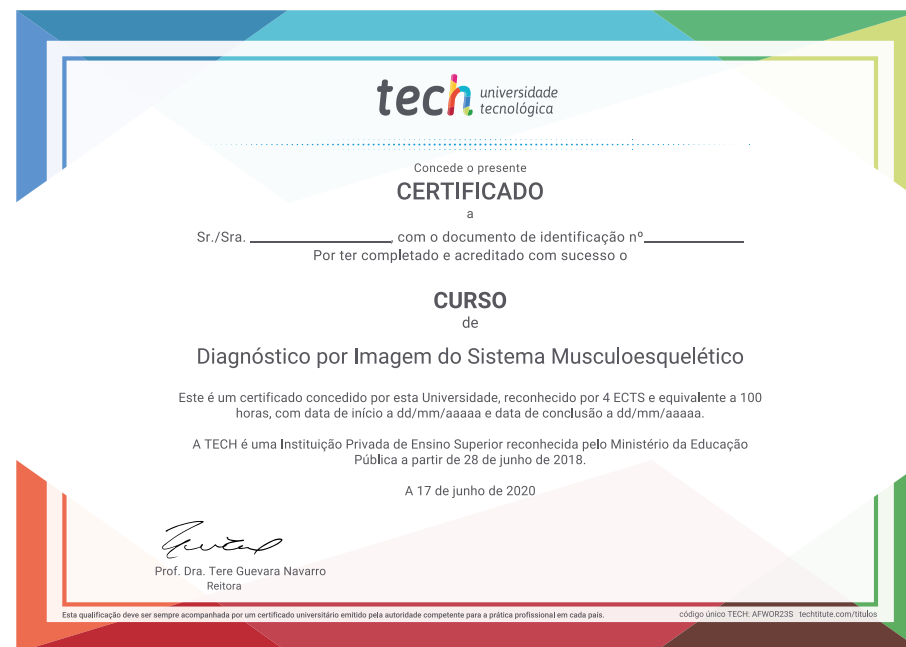 tech universidade
tecnológica
Concede o presente
CERTIFICADO
a
Sr./Sra. ____________________, com o documento de identificação nº______________
Por ter completado e acreditado com sucesso o
CURSO
de
Diagnóstico por Imagem do Sistema Musculoesquelético
Este é um certificado concedido por esta Universidade, reconhecido por 4 ECTS e equivalente a 100
horas, com data de início a dd/mm/aaaaa e data de conclusão a dd/mm/aaaaa.
A TECH é uma Instituição Privada de Ensino Superior reconhecida pelo Ministério da Educação
Pública a partir de 28 de junho de 2018.
A 17 de junho de 2020
Prof. Dra. Tere Guevara Navarro
Reitora
Esta qualificação deve ser sempre acompanhada por um certificado universitário emitido pela autoridade competente para a prática profissional em cada país.
código único TECH: AFWOR23S techtitute.com/titulos